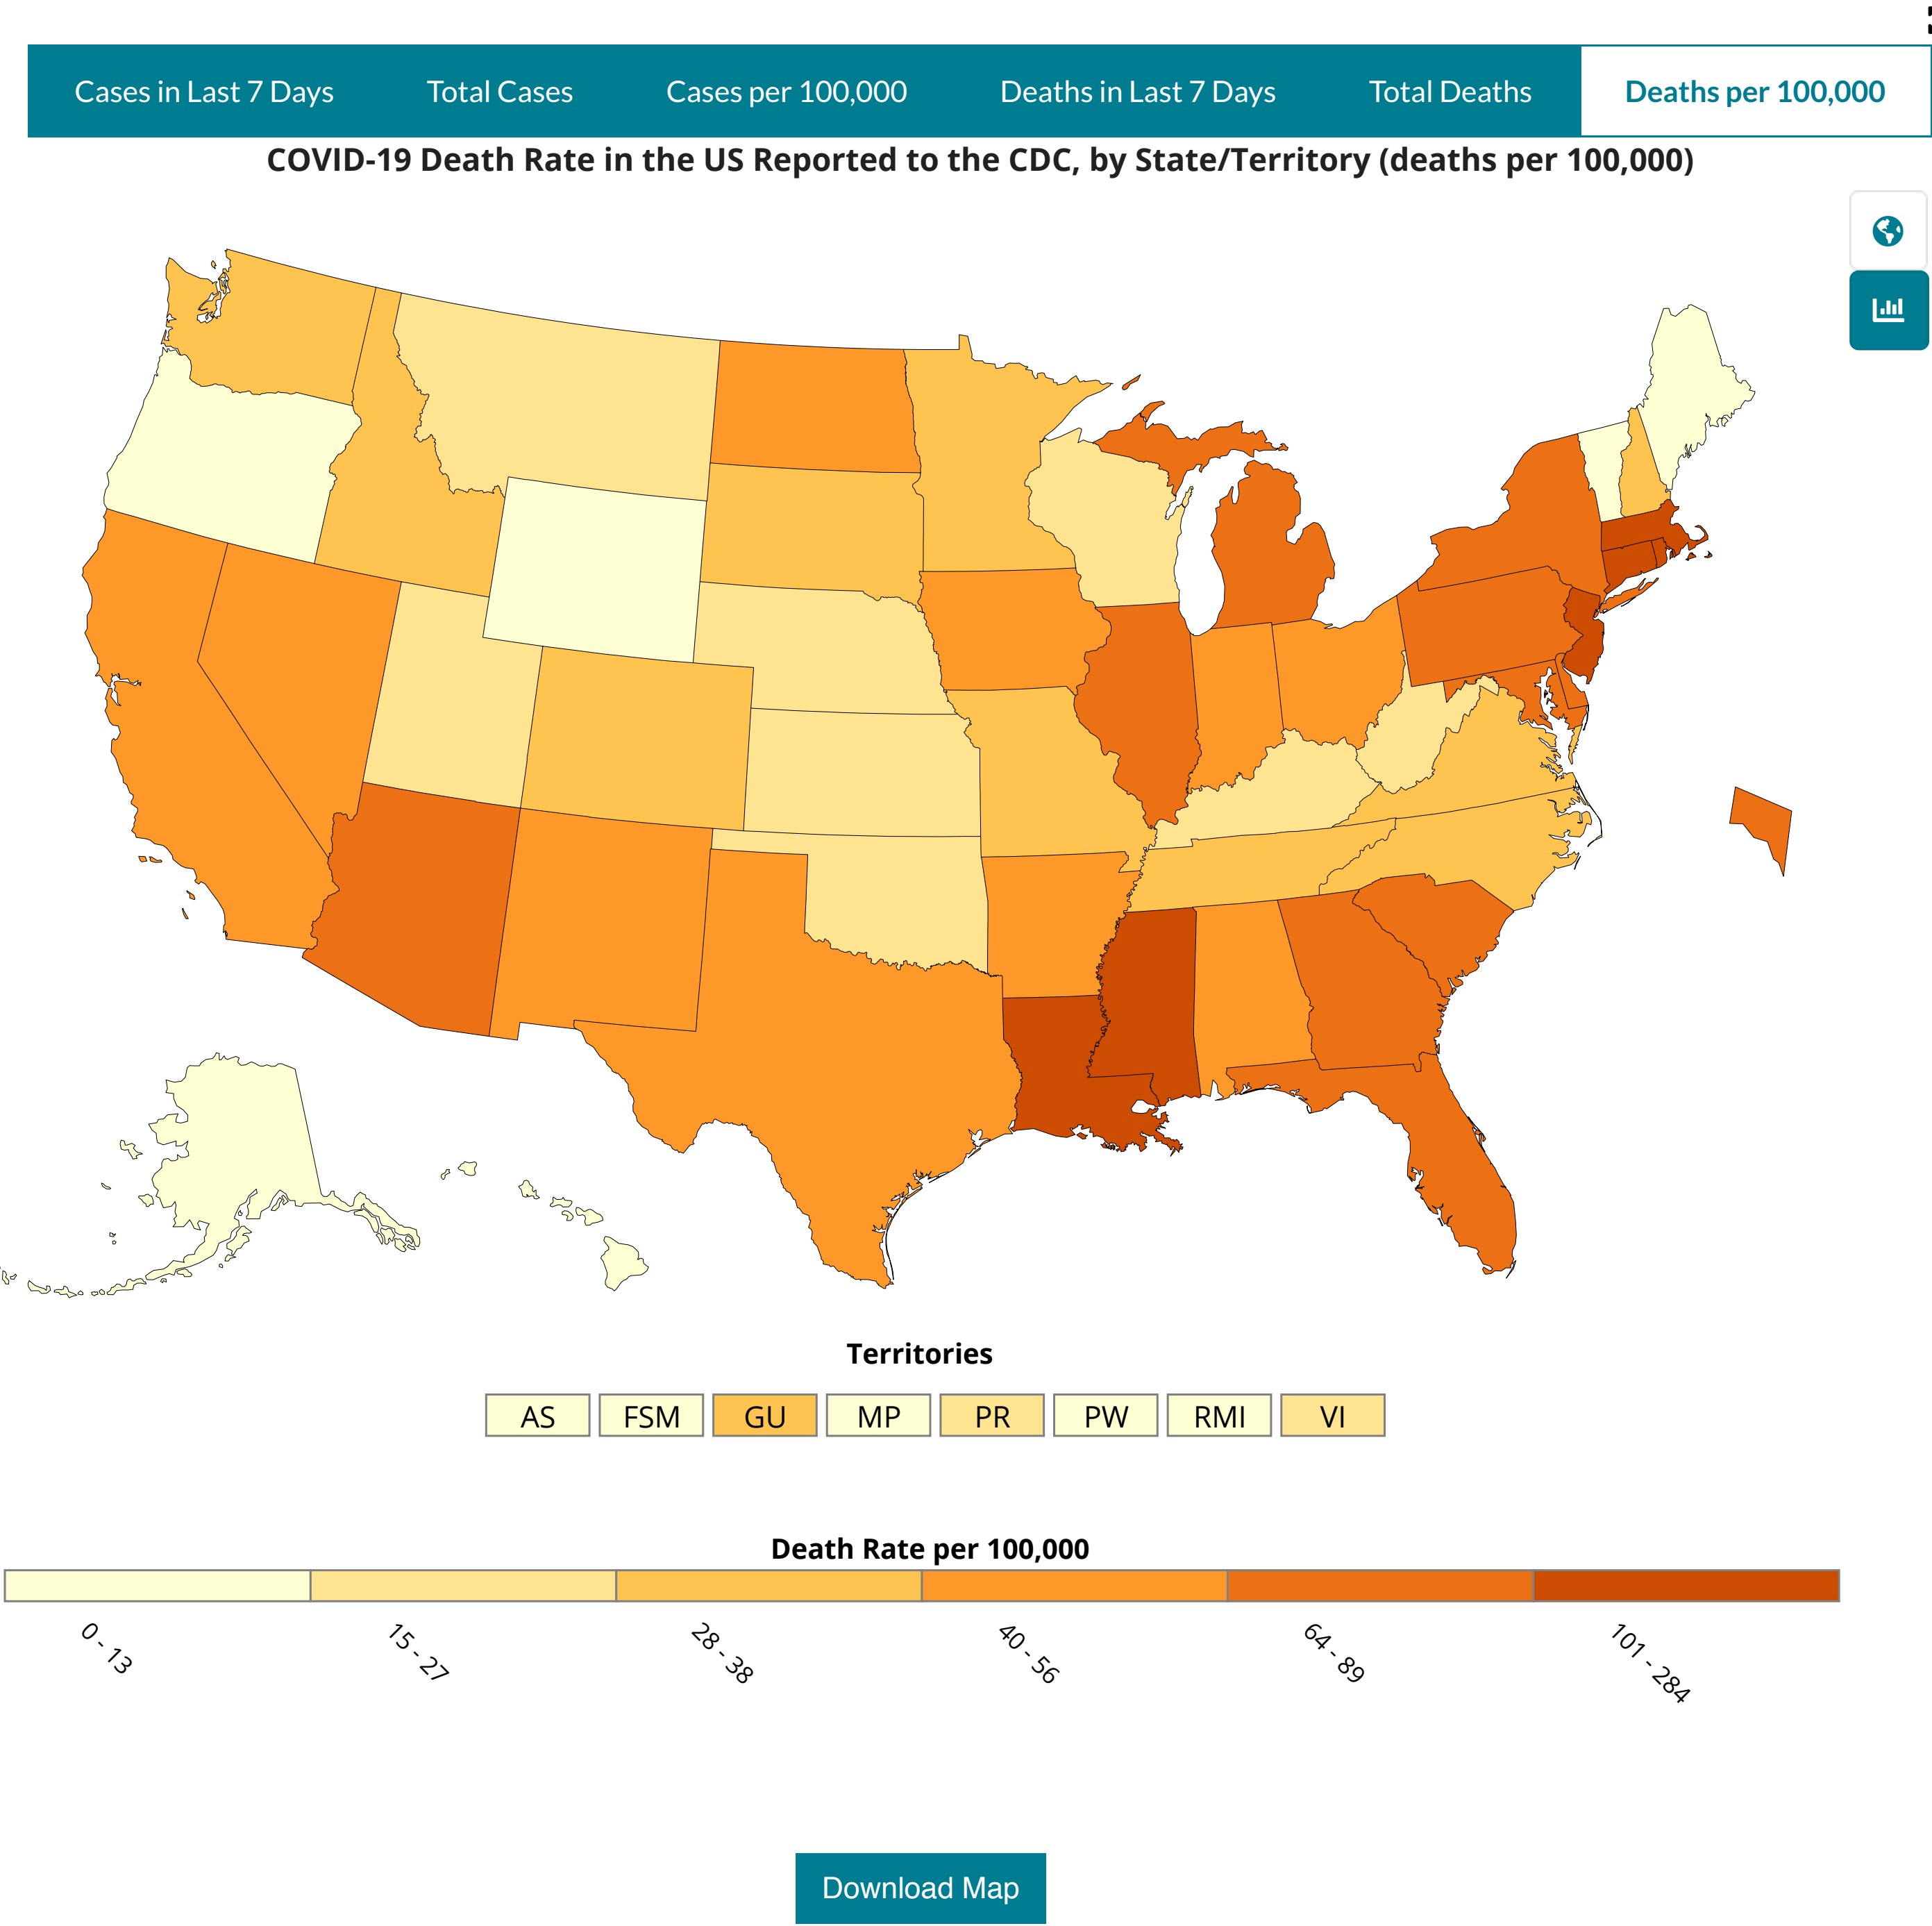 Cases in Last 7 Days Total Cases Cases per 100,000 Deaths in Last 7 Days Total Deaths Deaths per 100,000
COVID-19 Death Rate in the US Reported to the CDC, by State/Territory (deaths per 100,000)
Territories
AS FSM GU MP PR PW RMI VI
Death Rate per 100,000
0 - 13 15 - 27 28 - 38 40 - 56 64 - 89 101 - 284
Download Map